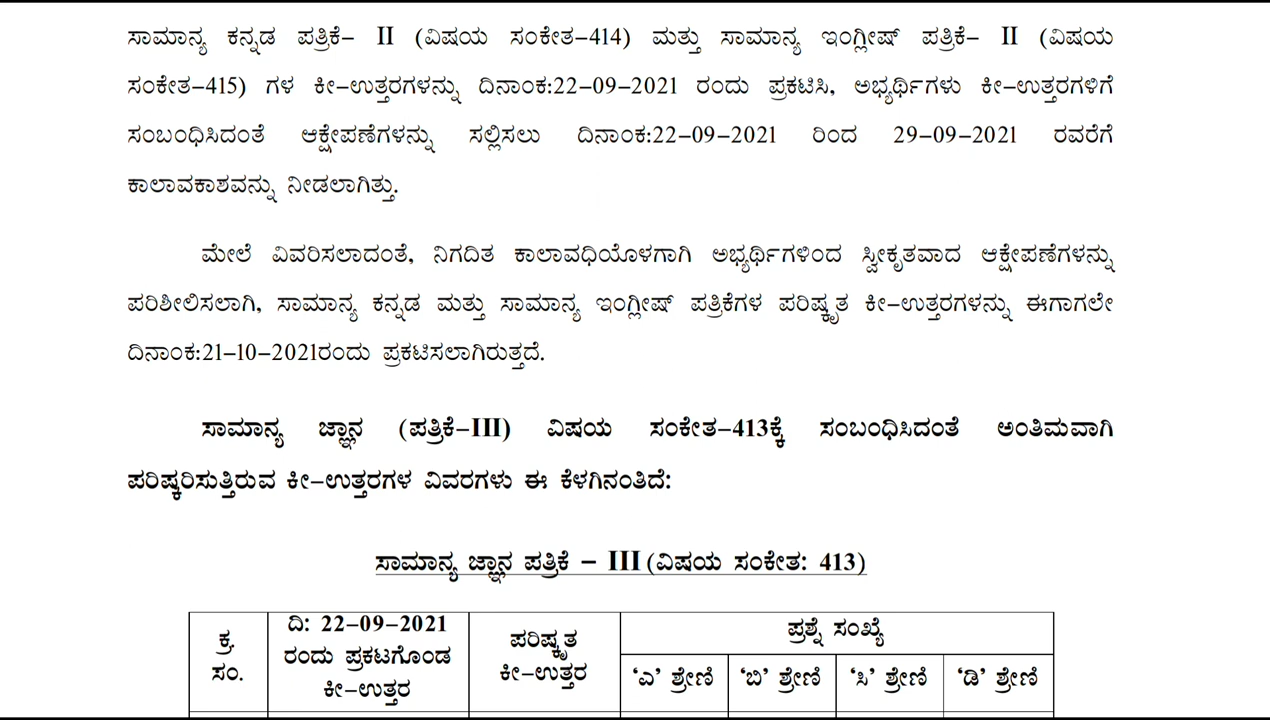 ಸಾಮಾನ್ಯ ಕನ್ನಡ ಪತ್ರಿಕೆ– II (ವಿಷಯ ಸಂಕೇತ–414) ಮತ್ತು ಸಾಮಾನ್ಯ ಇಂಗ್ಲೀಷ್ ಪತ್ರಿಕೆ– II (ವಿಷಯ
ಸಂಕೇತ–415) ಗಳ ಕೀ–ಉತ್ತರಗಳನ್ನು ದಿನಾಂಕ:22–09–2021 ರಂದು ಪ್ರಕಟಿಸಿ, ಅಭ್ಯರ್ಥಿಗಳು ಕೀ–ಉತ್ತರಗಳಿಗೆ
ಸಂಬಂಧಿಸಿದಂತೆ ಆಕ್ಷೇಪಣೆಗಳನ್ನು ಸಲ್ಲಿಸಲು ದಿನಾಂಕ:22–09–2021 ರಿಂದ 29–09–2021 ರವರೆಗೆ
ಕಾಲಾವಕಾಶವನ್ನು ನೀಡಲಾಗಿತ್ತು.
ಮೇಲೆ ವಿವರಿಸಲಾದಂತೆ, ನಿಗದಿತ ಕಾಲಾವಧಿಯೊಳಗಾಗಿ ಅಭ್ಯರ್ಥಿಗಳಿಂದ ಸ್ವೀಕೃತವಾದ ಆಕ್ಷೇಪಣೆಗಳನ್ನು
ಪರಿಶೀಲಿಸಲಾಗಿ, ಸಾಮಾನ್ಯ ಕನ್ನಡ ಮತ್ತು ಸಾಮಾನ್ಯ ಇಂಗ್ಲೀಷ್ ಪತ್ರಿಕೆಗಳ ಪರಿಷ್ಕೃತ ಕೀ–ಉತ್ತರಗಳನ್ನು ಈಗಾಗಲೇ
ದಿನಾಂಕ:21–10–2021ರಂದು ಪ್ರಕಟಿಸಲಾಗಿರುತ್ತದೆ.
ಸಾಮಾನ್ಯ ಜ್ಞಾನ (ಪತ್ರಿಕೆ–III) ವಿಷಯ ಸಂಕೇತ–413ಕ್ಕೆ ಸಂಬಂಧಿಸಿದಂತೆ ಅಂತಿಮವಾಗಿ
ಪರಿಷ್ಕರಿಸುತ್ತಿರುವ ಕೀ–ಉತ್ತರಗಳ ವಿವರಗಳು ಈ ಕೆಳಗಿನಂತಿದೆ:
ಸಾಮಾನ್ಯ ಜ್ಞಾನ ಪತ್ರಿಕೆ – III (ವಿಷಯ ಸಂಕೇತ: 413)
ಕ್ರ.
ಸಂ.
ದಿ: 22–09–2021
ರಂದು ಪ್ರಕಟಗೊಂಡ
ಕೀ–ಉತ್ತರ
ಪರಿಷ್ಕೃತ
ಕೀ–ಉತ್ತರ
ಪ್ರಶ್ನೆ ಸಂಖ್ಯೆ
‘ಎ’ ಶ್ರೇಣಿ ‘ಬಿ’ ಶ್ರೇಣಿ ‘ಸಿ’ ಶ್ರೇಣಿ ‘ಡಿ’ ಶ್ರೇಣಿ